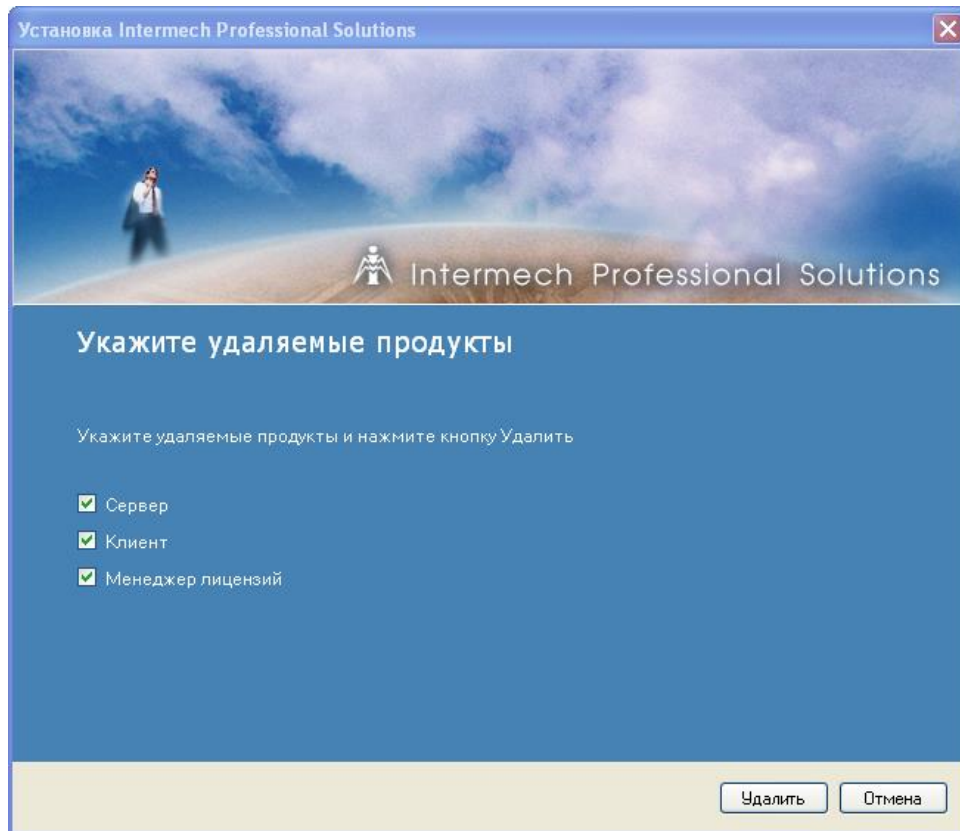 Установка Intermech Professional Solutions
Intermech Professional Solutions
Укажите удаляемые продукты
Укажите удаляемые продукты и нажмите кнопку Удалить
Сервер
Клиент
Менеджер лицензий
Удалить Отмена